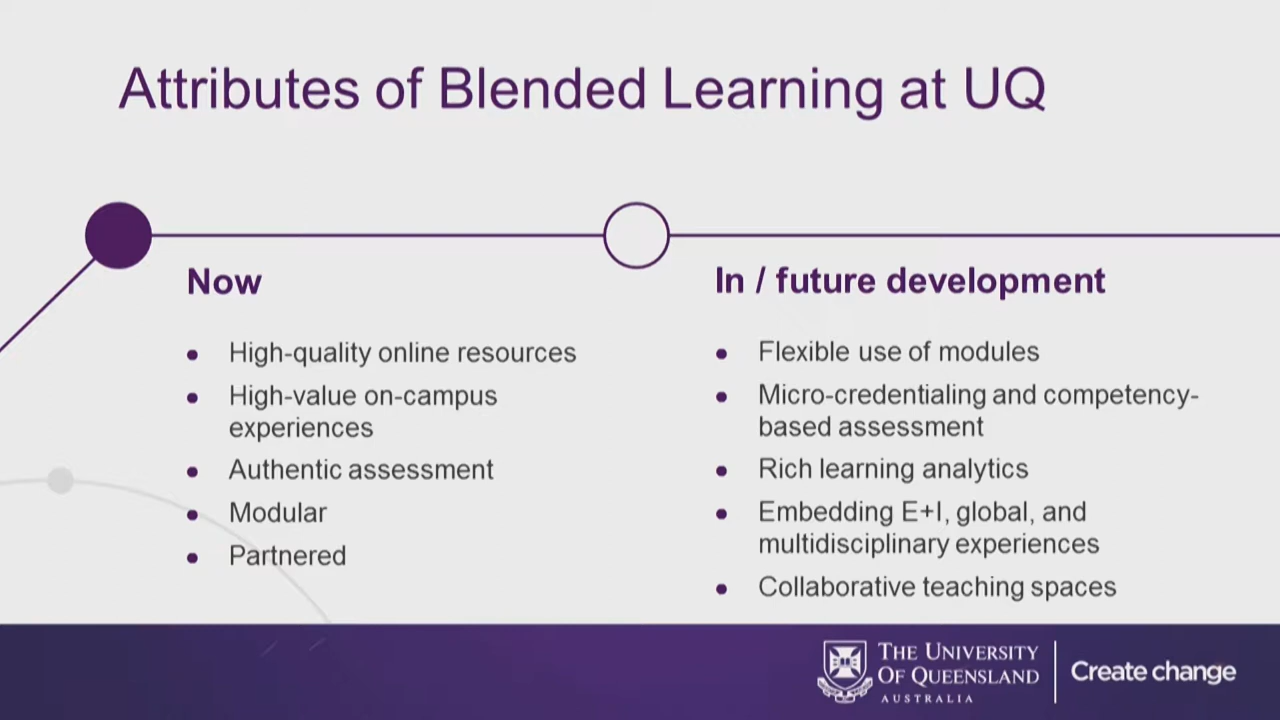 Attributes of Blended Learning at UQ
Now
High-quality online resources
High-value on-campus
experiences
Authentic assessment
Modular
Partnered
In / future development
Flexible use of modules
Micro-credentialing and competency-
based assessment
Rich learning analytics
Embedding E+I, global, and
multidisciplinary experiences
Collaborative teaching spaces
THE UNIVERSITY
OF QUEENSLAND
AUSTRALIA
Create change